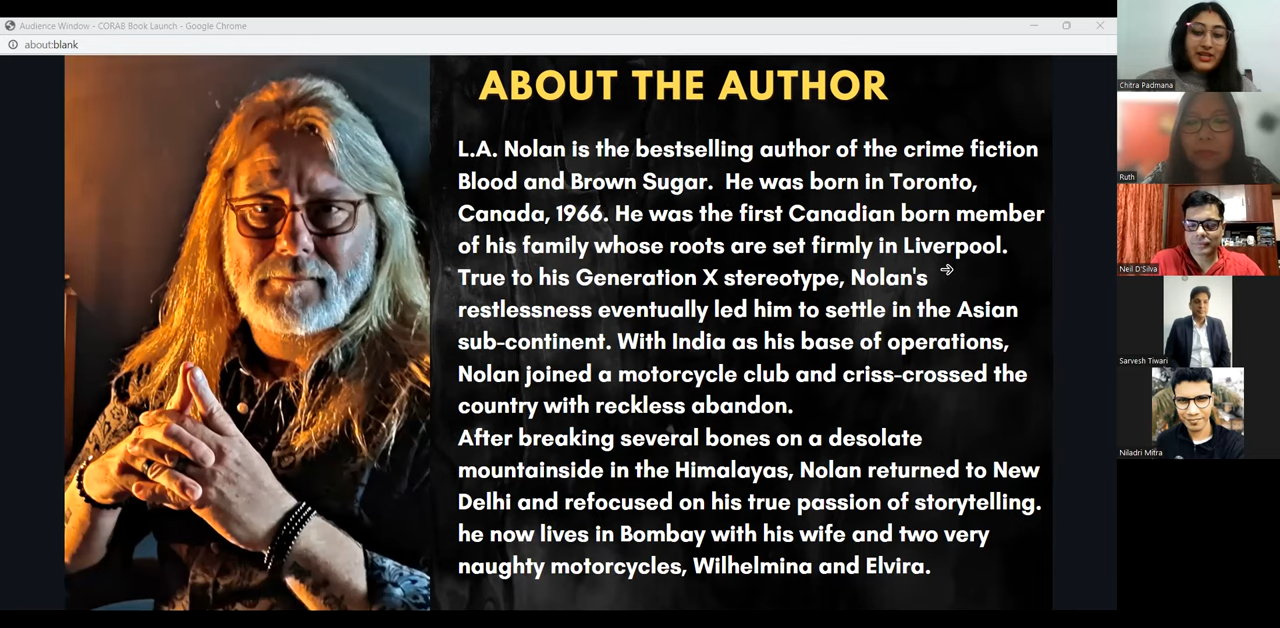 Audience Window - CORAB Book Launch - Google Chrome
about:blank
ABOUT THE AUTHOR
L.A. Nolan is the bestselling author of the crime fiction
Blood and Brown Sugar. He was born in Toronto,
Canada, 1966. He was the first Canadian born member
of his family whose roots are set firmly in Liverpool.
True to his Generation X stereotype, Nolan's
restlessness eventually led him to settle in the Asian
sub-continent. With India as his base of operations,
Nolan joined a motorcycle club and criss-crossed the
country with reckless abandon.
After breaking several bones on a desolate
mountainside in the Himalayas, Nolan returned to New
Delhi and refocused on his true passion of storytelling.
he now lives in Bombay with his wife and two very
naughty motorcycles, Wilhelmina and Elvira.
Chitra Padmana
Ruth
Neil D'Silva
Sarvesh Tiwari
Niladri Mitra